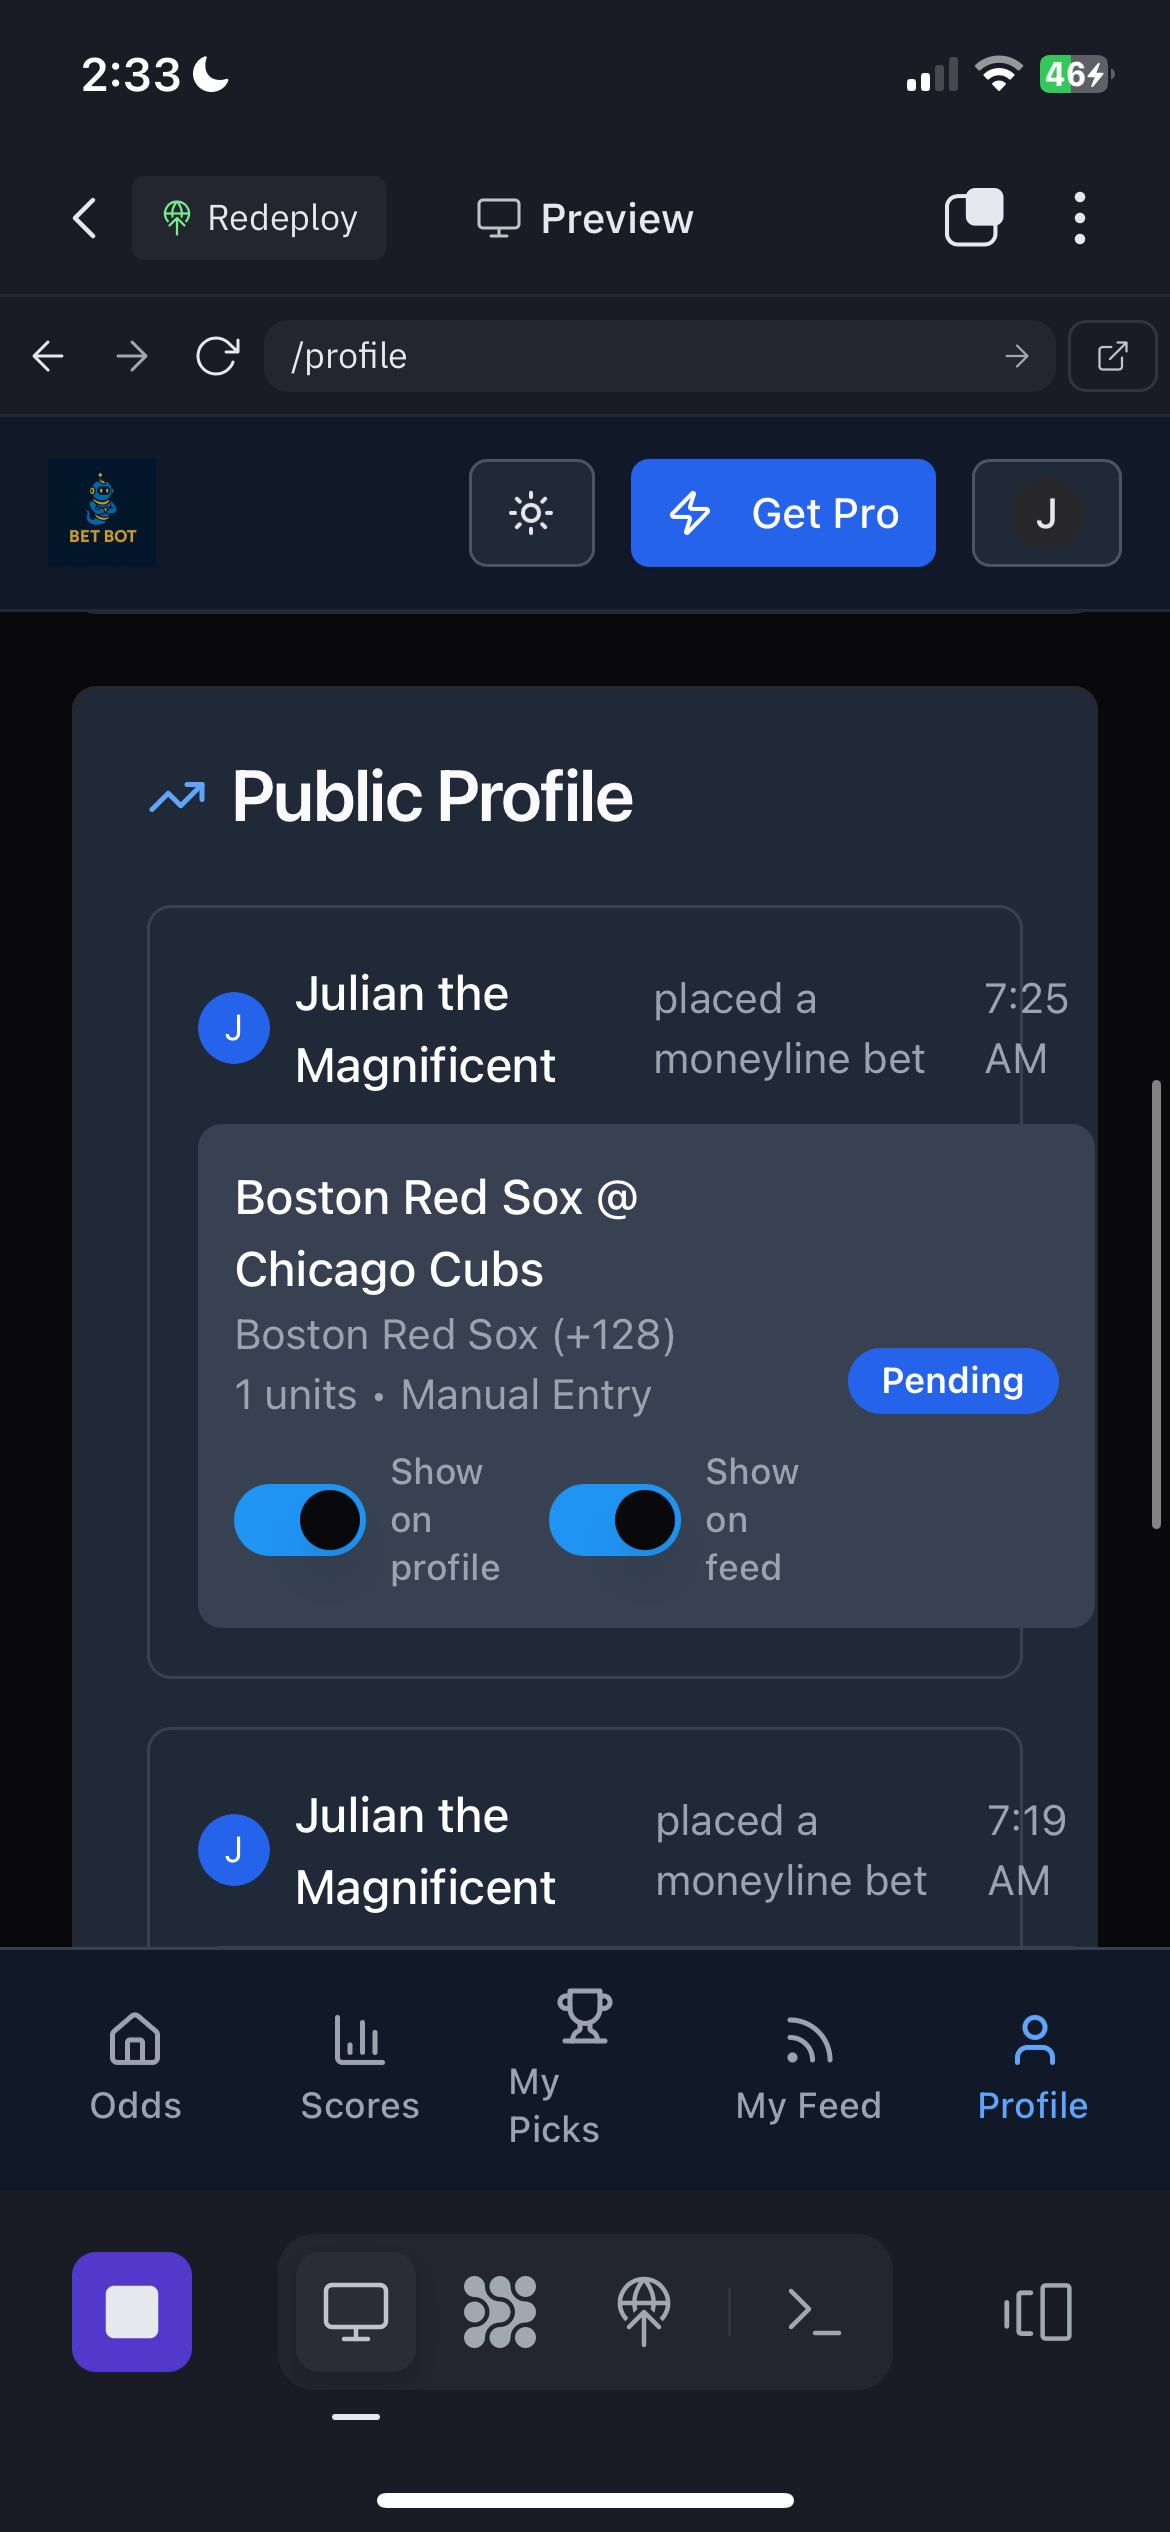 2:33
46
Redeploy
Preview
/profile
BET BOT
Get Pro
J
Public Profile
J
Julian the
Magnificent
placed a
moneyline bet
7:25
AM
Boston Red Sox @
Chicago Cubs
Boston Red Sox (+128)
1 units • Manual Entry
Pending
Show
on
profile
Show
on
feed
J
Julian the
Magnificent
placed a
moneyline bet
7:19
AM
Odds
Scores
My
Picks
My Feed
Profile